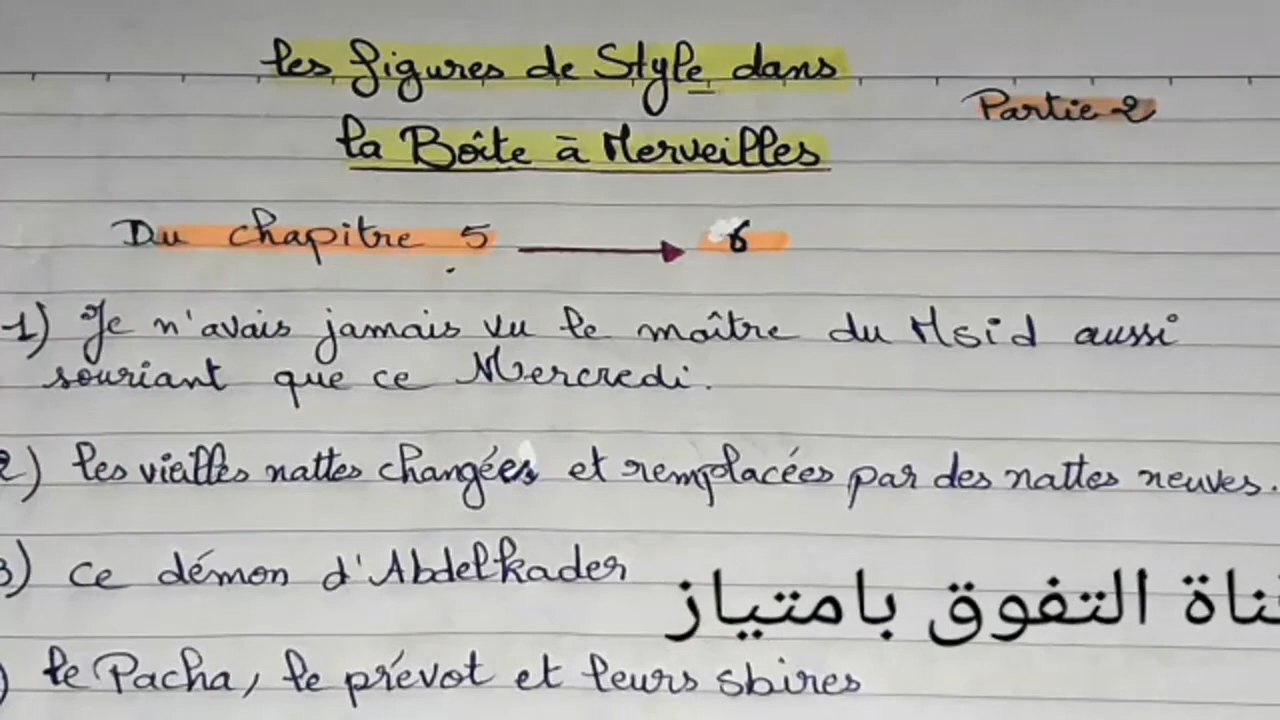 les figures de Style dans
Partie 2
la Boîte à Merveilles
Du chapitre 5 → 6
1) Je n'avais jamais vu le maître du Msid aussi
souriant que ce Mercredi.
2) les vieilles nattes changées et remplacées par des nattes neuves.
3) ce démon d'Abdelkader
قناة التفوق بامتياز
) le Pacha, le prévot et leurs sbires